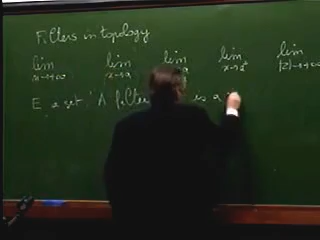 Filters in topology
lim x→+∞ lim x→a lim lim x→a⁺ lim |z|→+∞
E a set. A filter is a